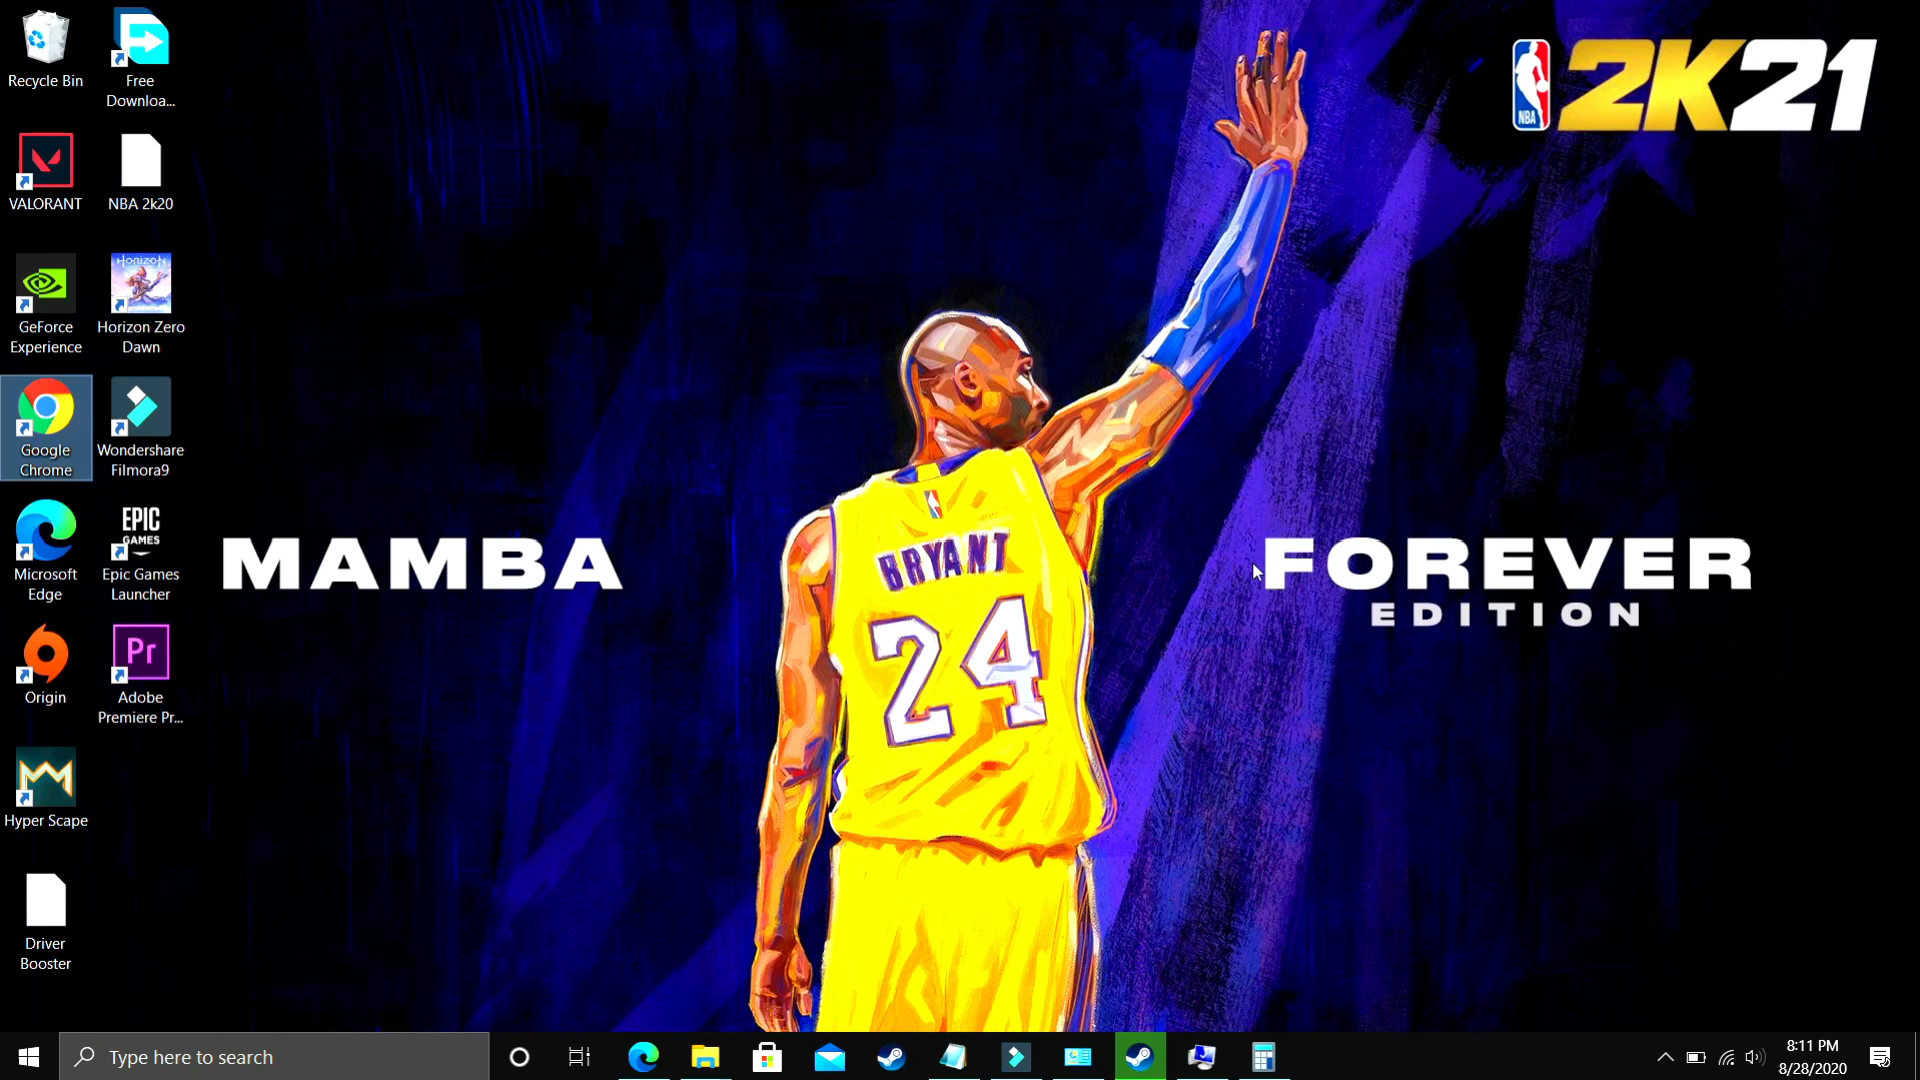 Recycle Bin
Free
Downloa...
VALORANT
NBA 2k20
GeForce
Experience
HORIZON
Horizon Zero
Dawn
Google
Chrome
Wondershare
Filmora9
Microsoft
Edge
EPIC
GAMES
Epic Games
Launcher
Origin
Pr
Adobe
Premiere Pr...
Hyper Scape
Driver
Booster
NBA
2K21
MAMBA
FOREVER
EDITION
BRYANT
24
Type here to search
8:11 PM
8/28/2020